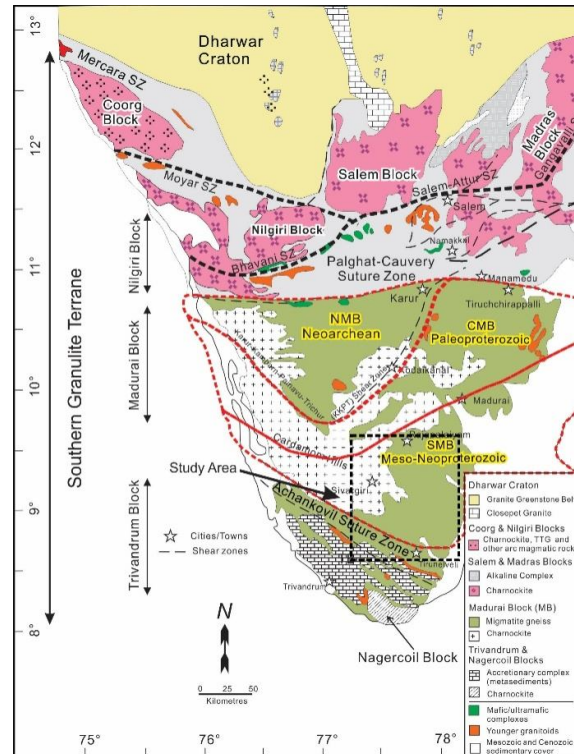 13°
12°
11°
10°
9°
8°
75°
76°
77°
78°
Southern Granulite Terrane
Nilgiri Block
Madurai Block
Trivandrum Block
Dharwar
Craton
Mercara SZ
Coorg
Block
Moyar SZ
Salem Block
Madras
Block
Salem-Attur SZ
Salem
Nilgiri Block
Bhavani SZ
Namakkal
Palghat-Cauvery
Suture Zone
Manamedu
Karur
Tiruchchirappalli
NMB
Neoarchean
CMB
Paleoproterozoic
(KKPT) Shear Zone
Kodaikanal
Madurai
Cardamon Hills
SMB
Meso-Neoproterozoic
Study Area
Sivagiri
Achankovil Suture Zone
Cities/Towns
Shear zones
Tirunelveli
Trivandrum
N
0 25 50
Kilometres
Nagercoil Block
Dharwar Craton
Granite Greenstone Bel
Closepet Granite
Coorg & Nilgiri Blocks
Charnockite, TTG and
other arc magmatic rock
Salem & Madras Blocks
Alkaline Complex
Charnockite
Madurai Block (MB)
Migmatite gneiss
Charnockite
Trivandrum &
Nagercoil Blocks
Accretionary complex
(metasediments)
Charnockite
Mafic/ultramafic
complexes
Younger granitoids
Mesozoic and Cenozoic
sedimentary cover